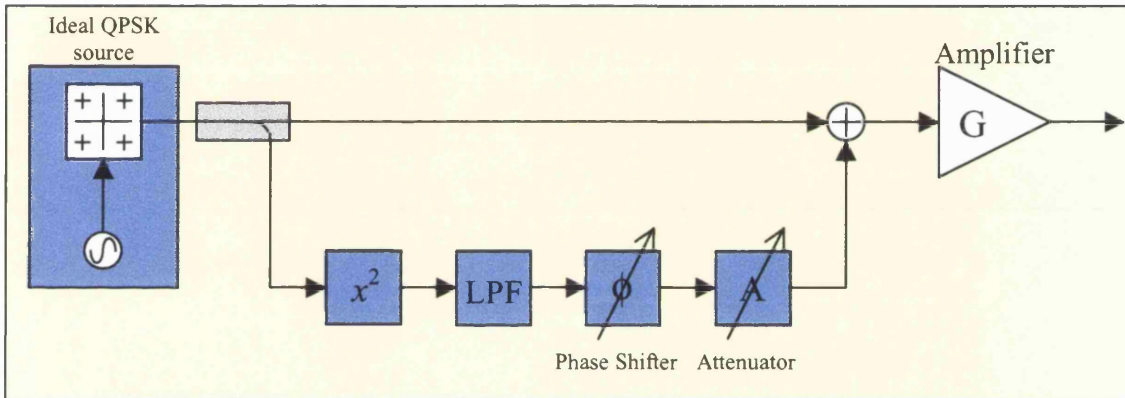 Ideal QPSK
source
Amplifier
G
x²
LPF
ϕ
A
Phase Shifter
Attenuator